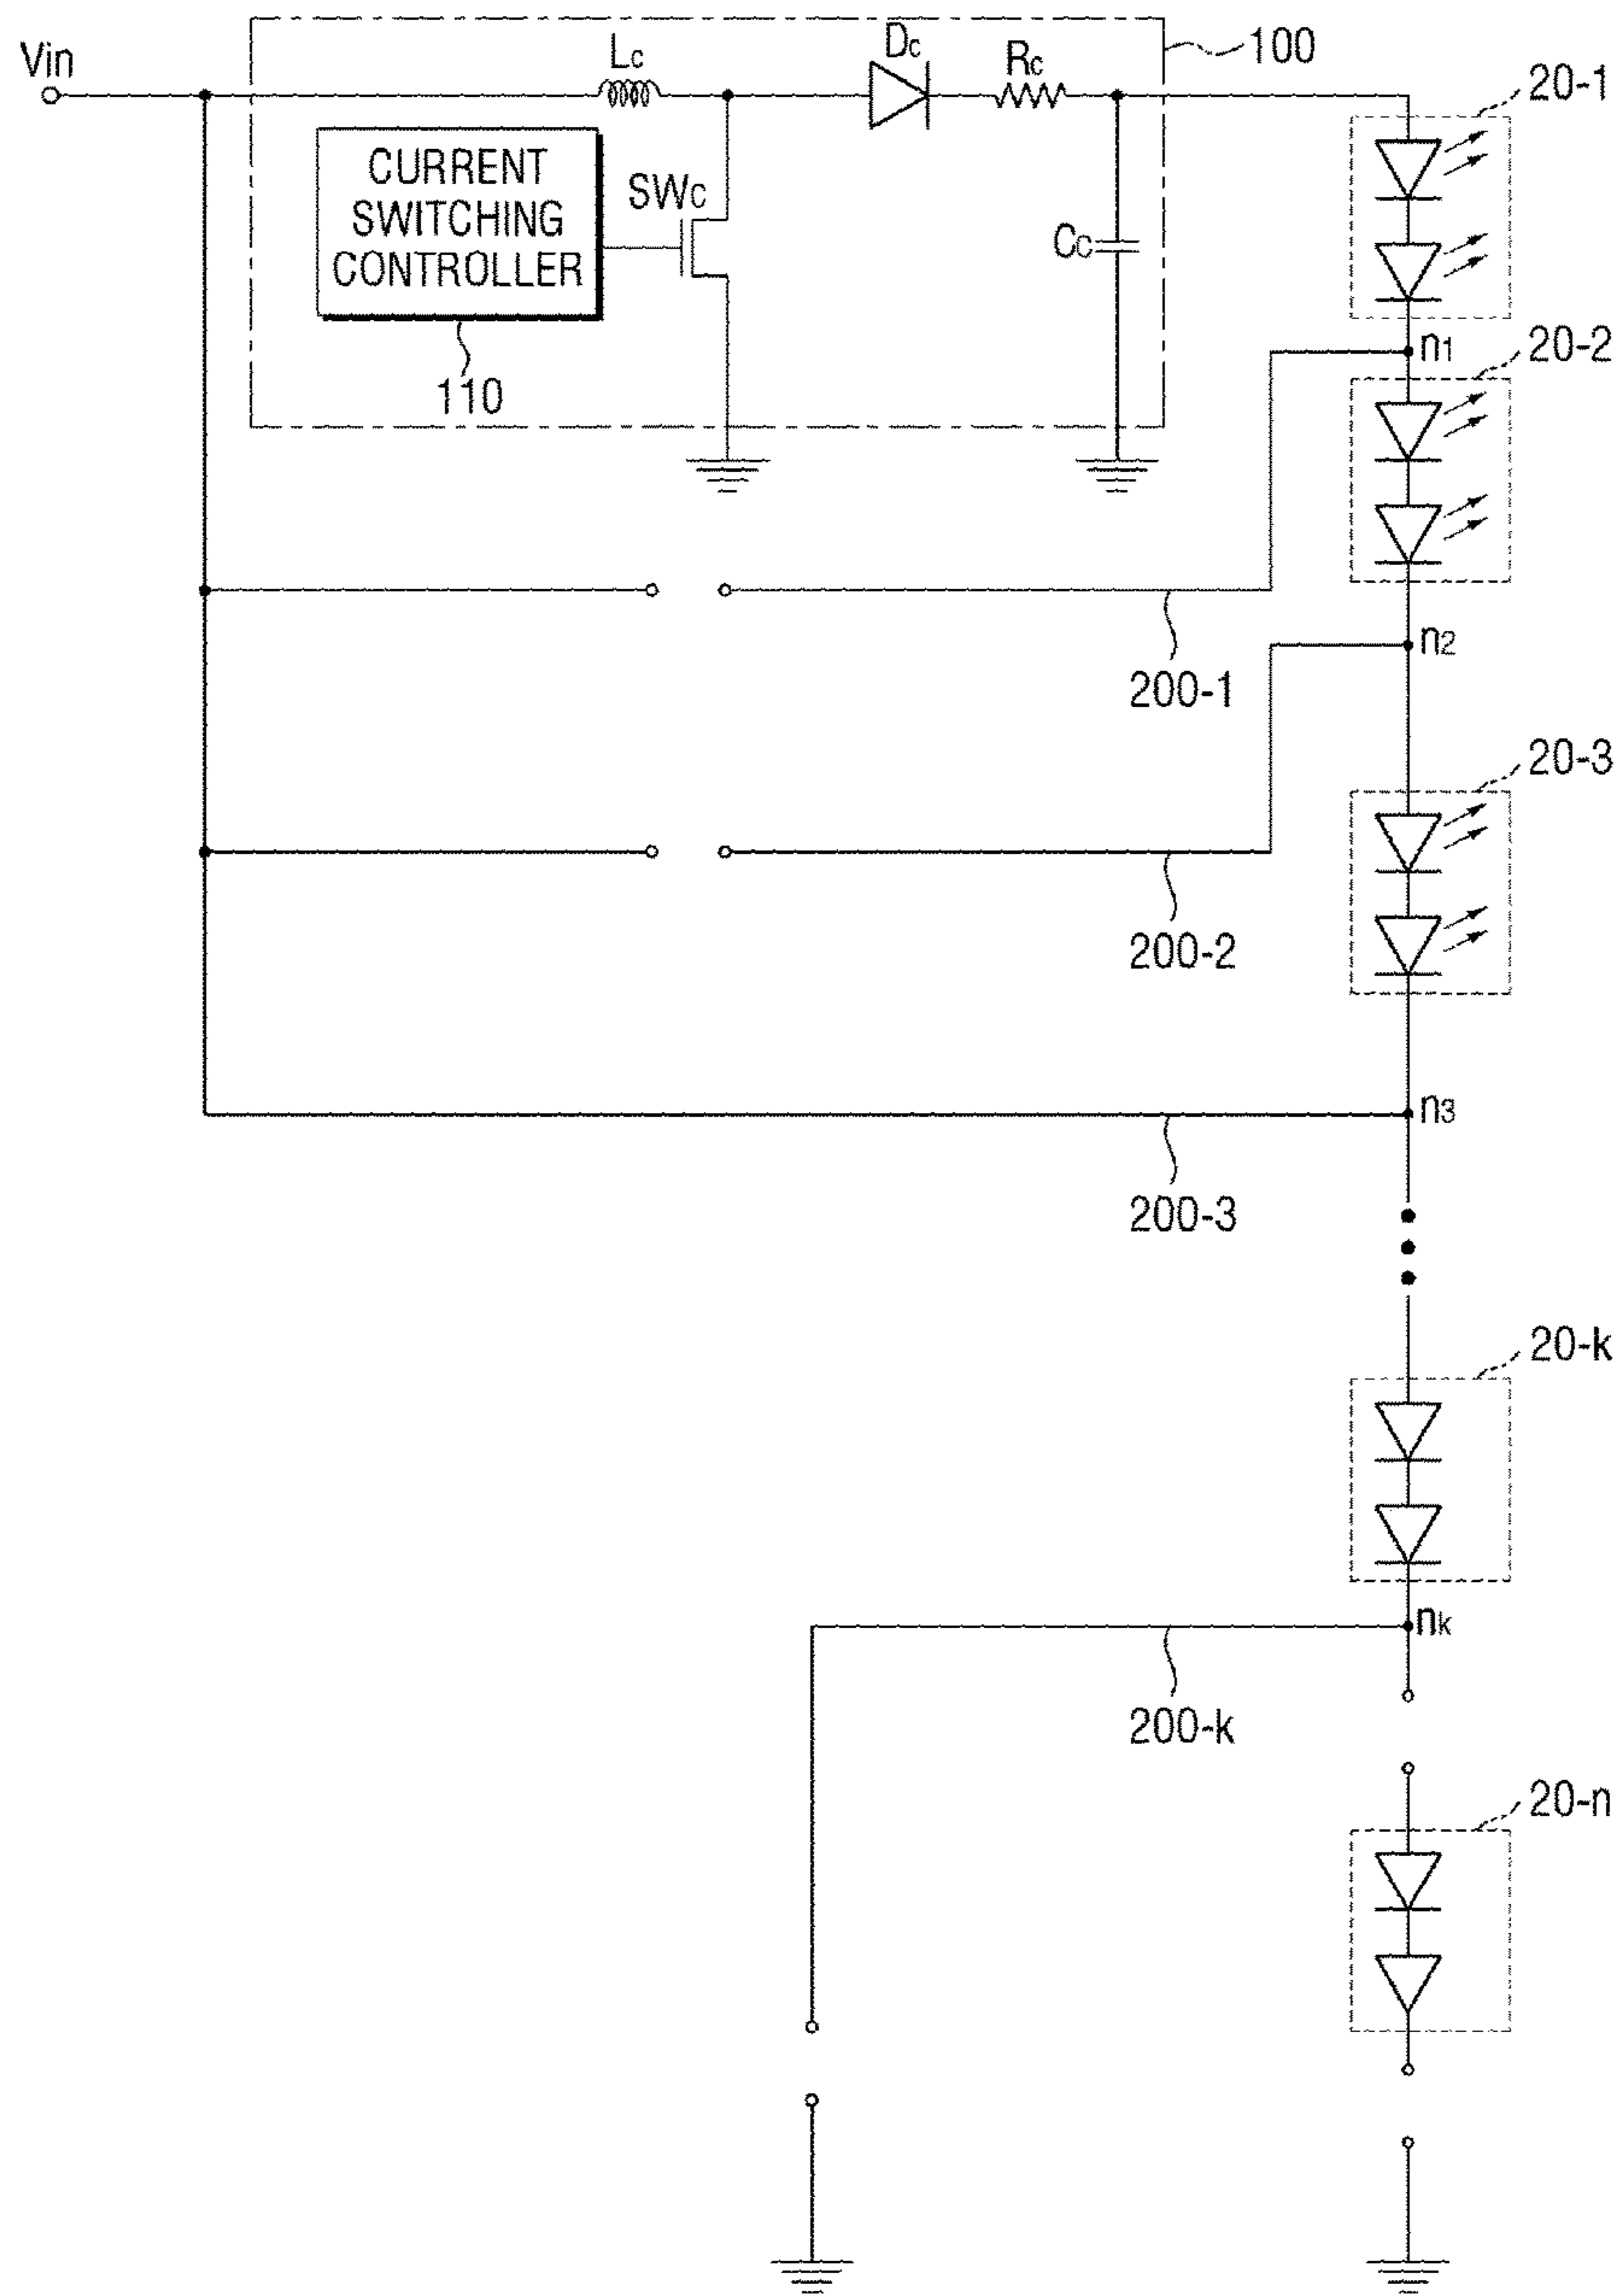 Vin
Lc
Dc
Rc
100
20-1
CURRENT
SWITCHING
CONTROLLER
SWc
Cc
110
n1
20-2
200-1
n2
20-3
200-2
n3
200-3
20-k
nk
200-k
20-n